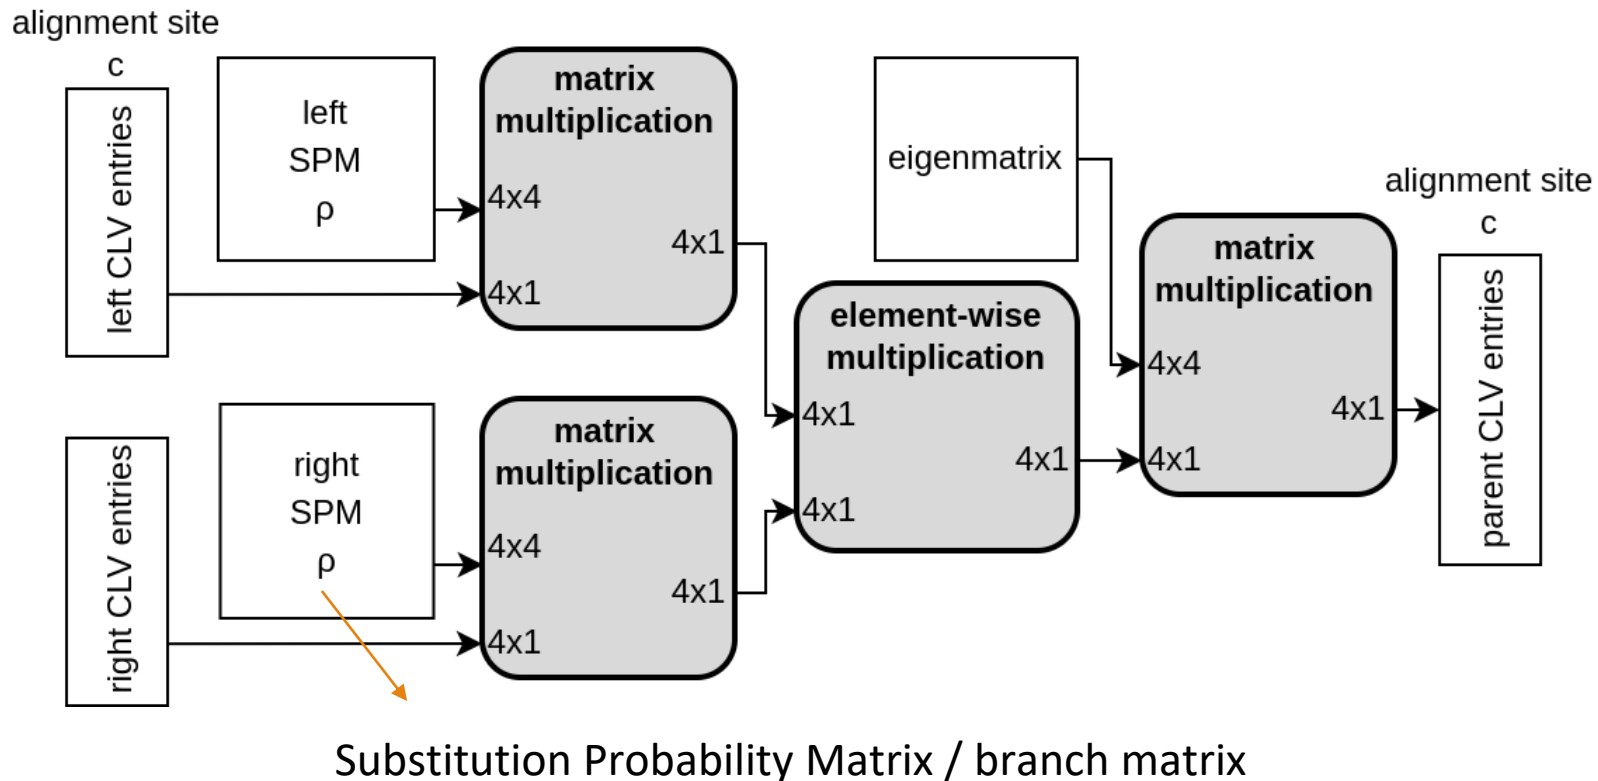 alignment site
c
left CLV entries
left
SPM
ρ
matrix
multiplication
4x4
4x1
4x1
right CLV entries
right
SPM
ρ
matrix
multiplication
4x4
4x1
4x1
element-wise
multiplication
4x1
4x1
4x1
eigenmatrix
matrix
multiplication
4x4
4x1
4x1
alignment site
c
parent CLV entries
Substitution Probability Matrix / branch matrix